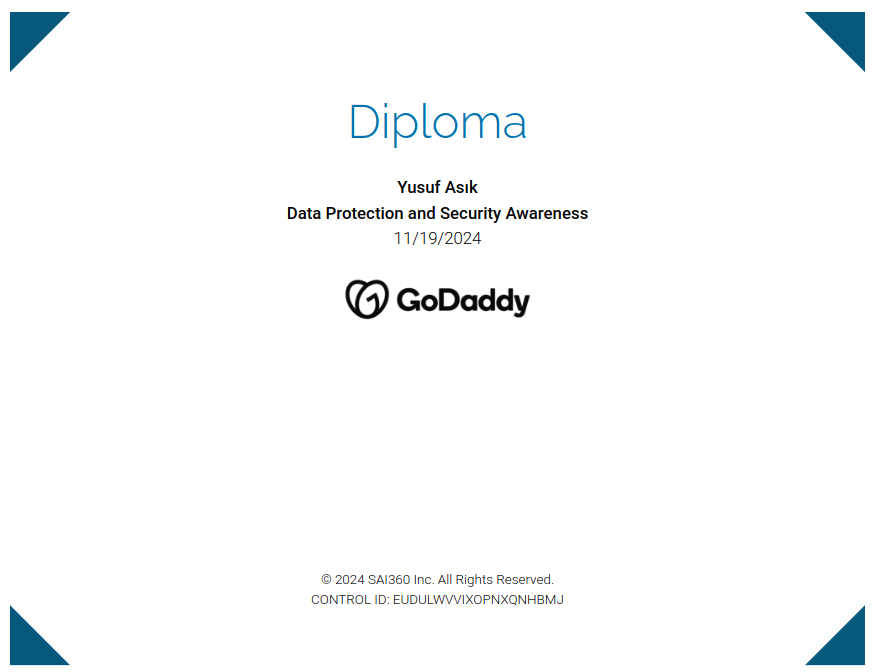 Diploma
Yusuf Asık
Data Protection and Security Awareness
11/19/2024
GoDaddy
© 2024 SAI360 Inc. All Rights Reserved.
CONTROL ID: EUDULWVVIXOPNXQNHBMJ